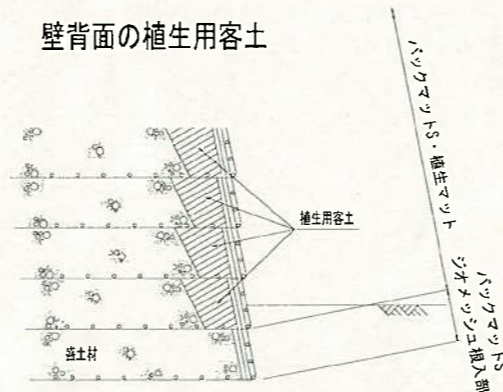 壁背面の植生用客土
バックマットS・植生マット
植生用客土
バックマットS
ジオメッシュ根入部
盛土材